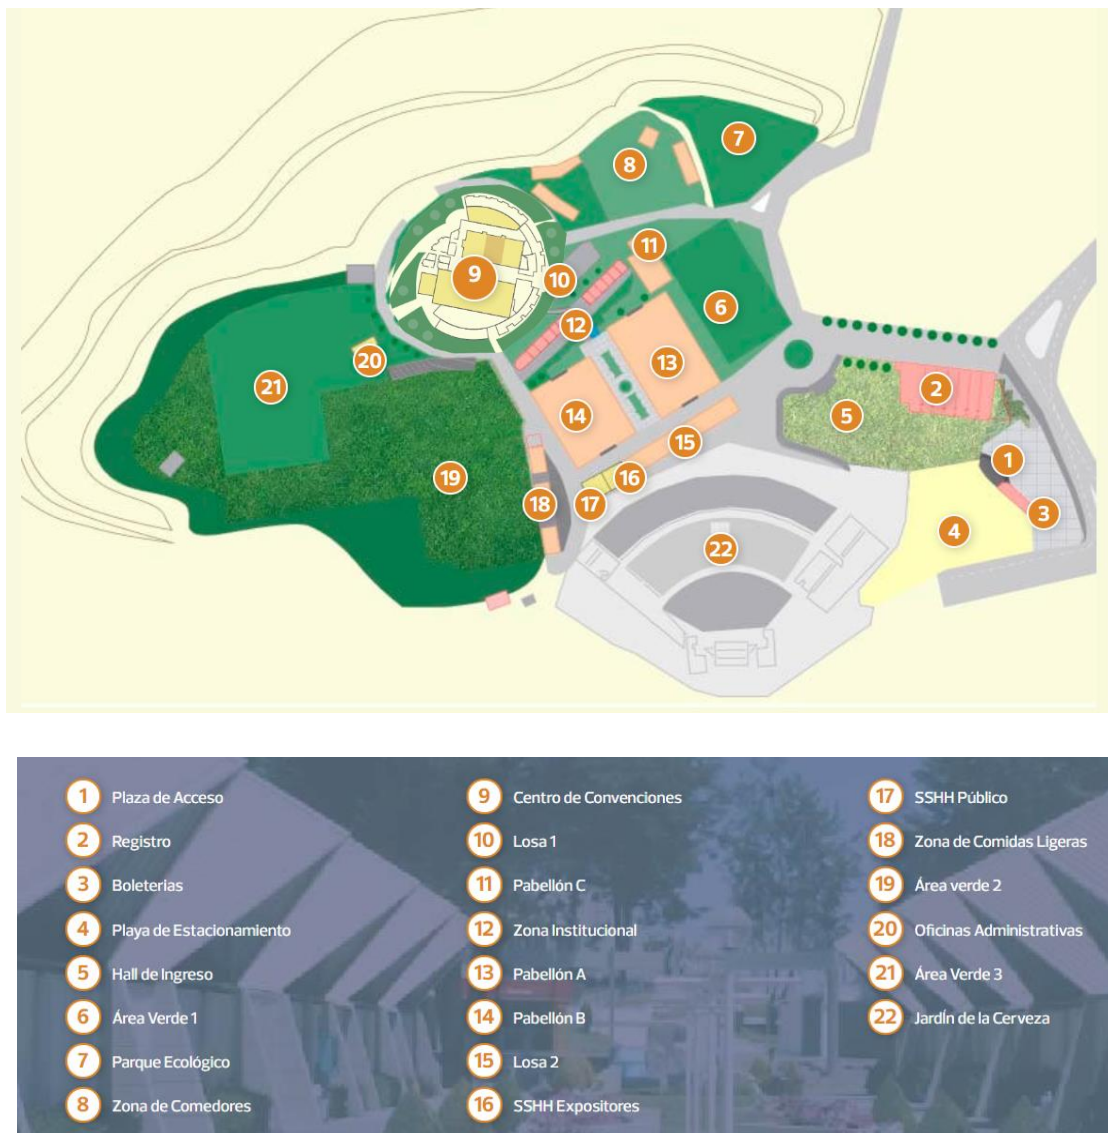 7
8
11
9
10
6
12
20
13
21
2
14
5
15
1
19
16
18
17
3
4
22
1 Plaza de Acceso
2 Registro
3 Boleterias
4 Playa de Estacionamiento
5 Hall de Ingreso
6 Área Verde 1
7 Parque Ecológico
8 Zona de Comedores
9 Centro de Convenciones
10 Losa 1
11 Pabellón C
12 Zona Institucional
13 Pabellón A
14 Pabellón B
15 Losa 2
16 SSHH Expositores
17 SSHH Público
18 Zona de Comidas Ligeras
19 Área verde 2
20 Oficinas Administrativas
21 Área Verde 3
22 JardÍn de la Cerveza